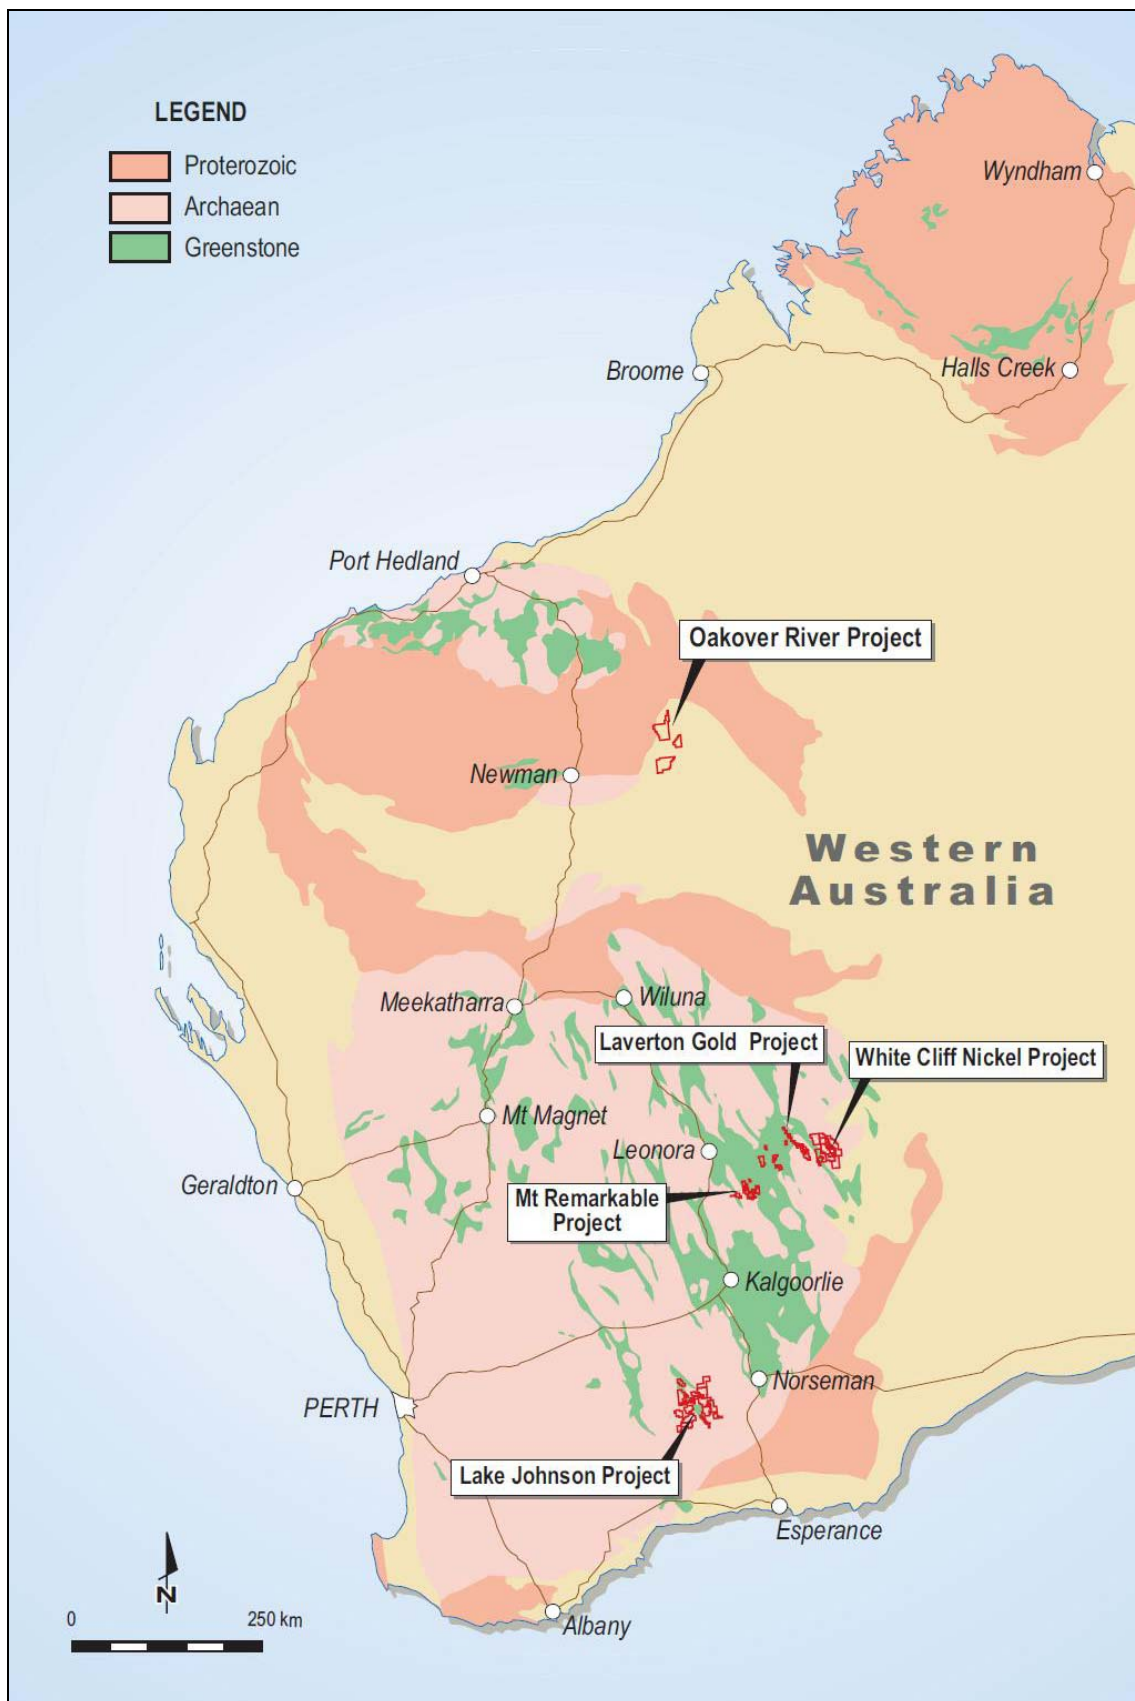 LEGEND
Proterozoic
Archaean
Greenstone
Wyndham
Broome
Halls Creek
Port Hedland
Oakover River Project
Newman
Western
Australia
Meekatharra
Wiluna
Laverton Gold Project
White Cliff Nickel Project
Mt Magnet
Leonora
Geraldton
Mt Remarkable
Project
Kalgoorlie
Norseman
PERTH
Lake Johnson Project
Esperance
N
0
250 km
Albany